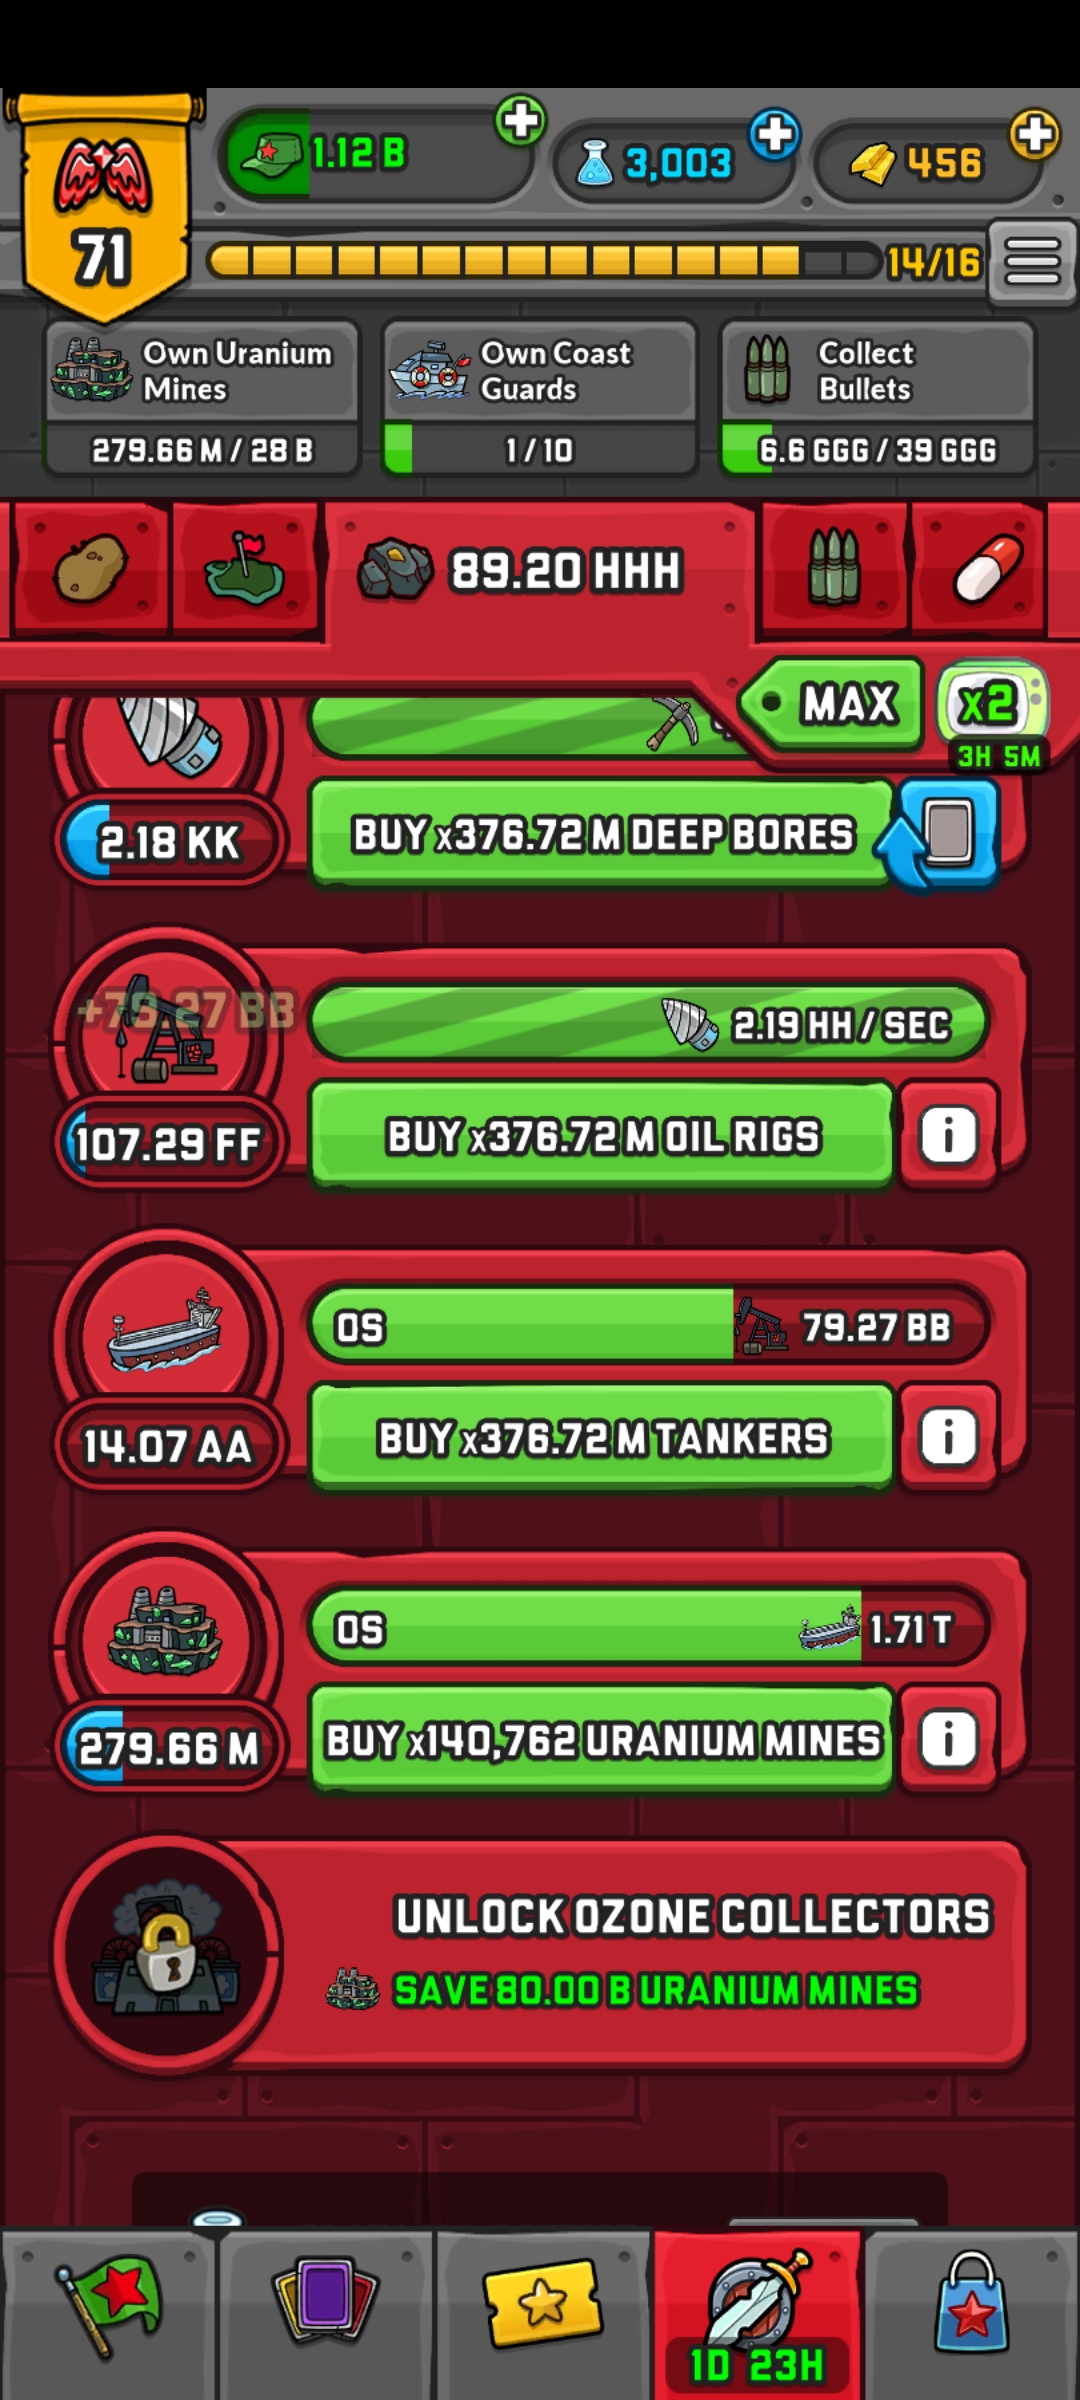 71
1.12 B
3,003
456
14/16
Own Uranium
Mines
279.66 M / 28 B
Own Coast
Guards
1 / 10
Collect
Bullets
6.6 GGG / 39 GGG
89.20 HHH
MAX
x2
3H 5M
2.18 KK
BUY x376.72 M DEEP BORES
+79.27 BB
2.19 HH / SEC
107.29 FF
BUY x376.72 M OIL RIGS
0S
79.27 BB
14.07 AA
BUY x376.72 M TANKERS
0S
1.71 T
279.66 M
BUY x140,762 URANIUM MINES
UNLOCK OZONE COLLECTORS
SAVE 80.00 B URANIUM MINES
1D 23H